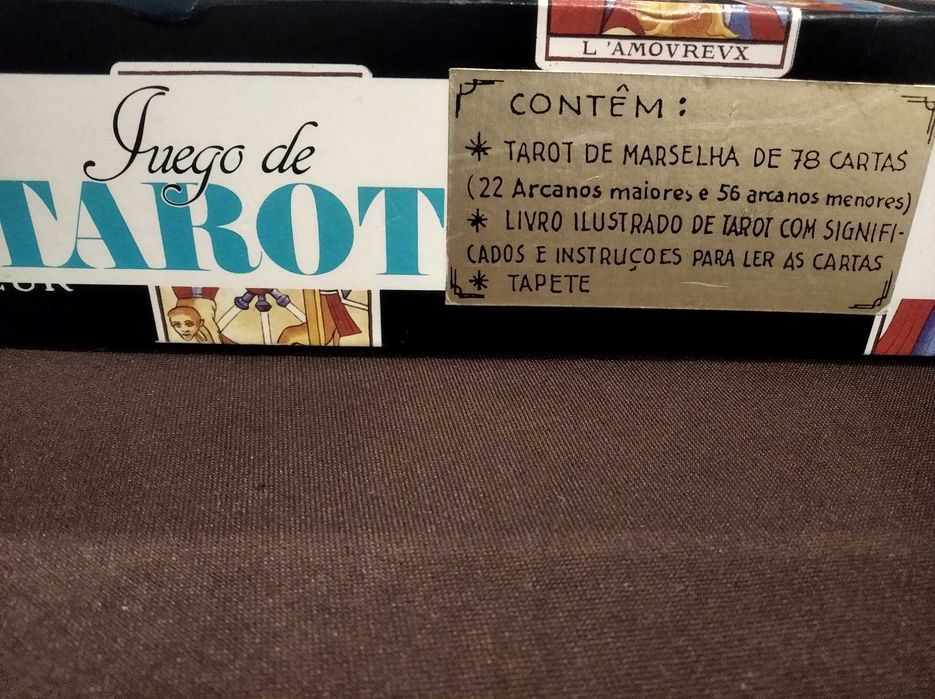 L'AMOVREVX
Juego de
TAROT
CONTÊM:
* TAROT DE MARSELHA DE 78 CARTAS
(22 Arcanos maiores e 56 arcanos menores)
* LIVRO ILUSTRADO DE TAROT COM SIGNIFI-
CADOS E INSTRUÇOES PARA LER AS CARTAS
* TAPETE